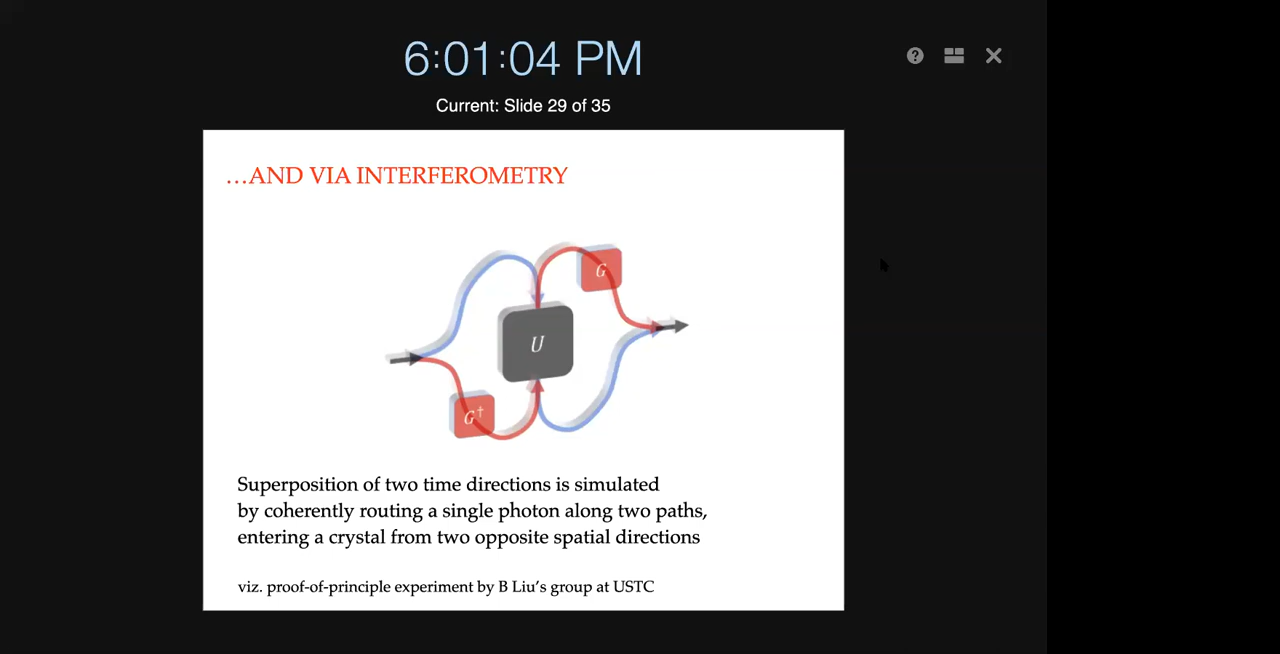 6:01:04 PM
Current: Slide 29 of 35
…AND VIA INTERFEROMETRY
G
U
G†
Superposition of two time directions is simulated
by coherently routing a single photon along two paths,
entering a crystal from two opposite spatial directions
viz. proof-of-principle experiment by B Liu’s group at USTC